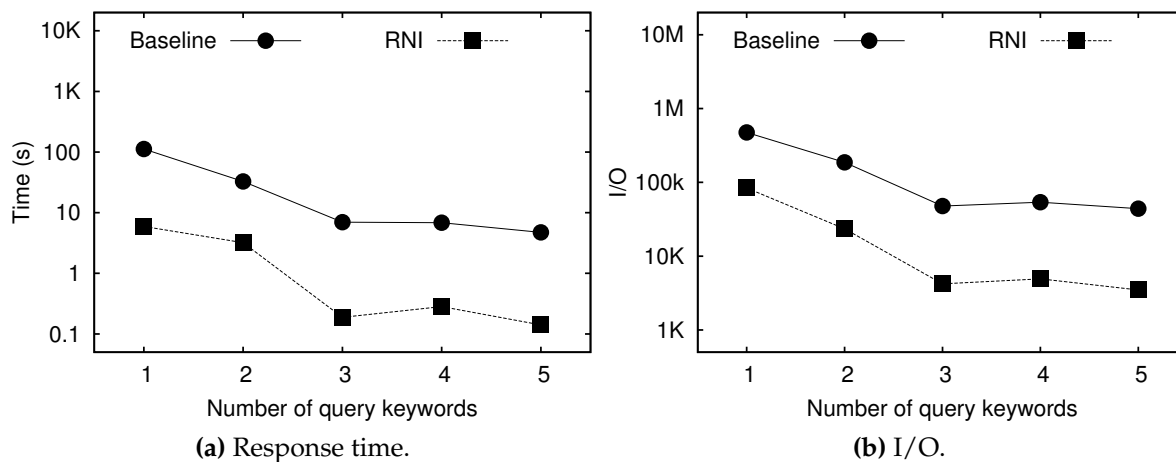 10K
1K
100
10
1
0.1
Time (s)
Baseline
RNI
1 2 3 4 5
Number of query keywords
(a) Response time.
10M
1M
100k
10K
1K
I/O
Baseline
RNI
1 2 3 4 5
Number of query keywords
(b) I/O.